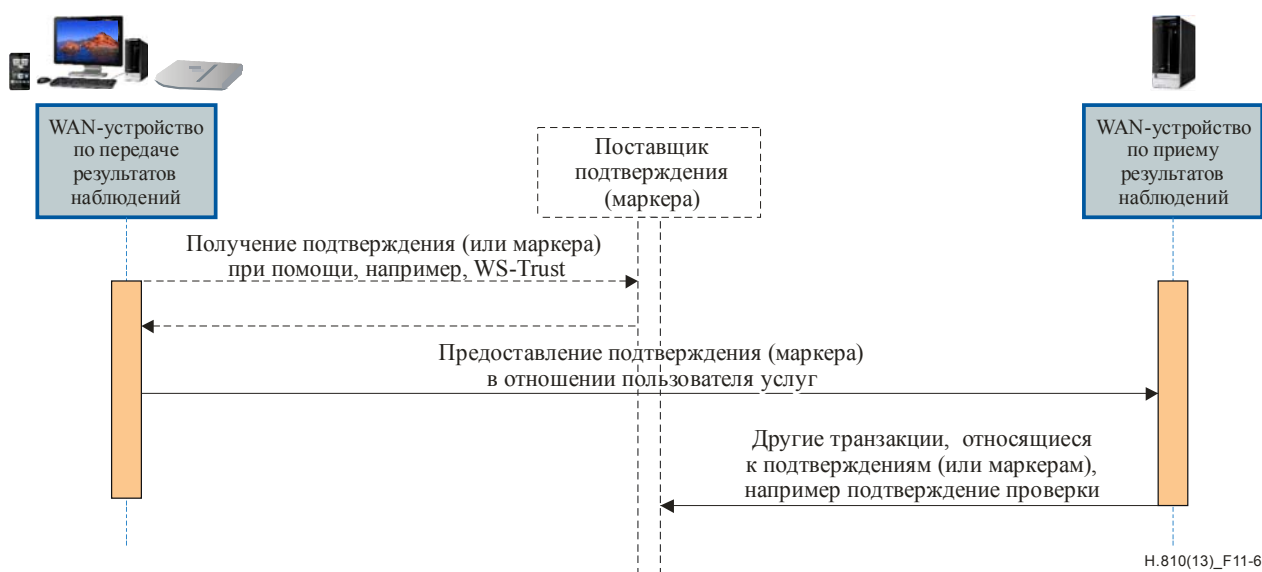 WAN-устройство
по передаче
результатов
наблюдений
Поставщик
подтверждения
(маркера)
WAN-устройство
по приему
результатов
наблюдений
Получение подтверждения (или маркера)
при помощи, например, WS-Trust
Предоставление подтверждения (маркера)
в отношении пользователя услуг
Другие транзакции, относящиеся
к подтверждениям (или маркерам),
например подтверждение проверки
H.810(13)_F11-6